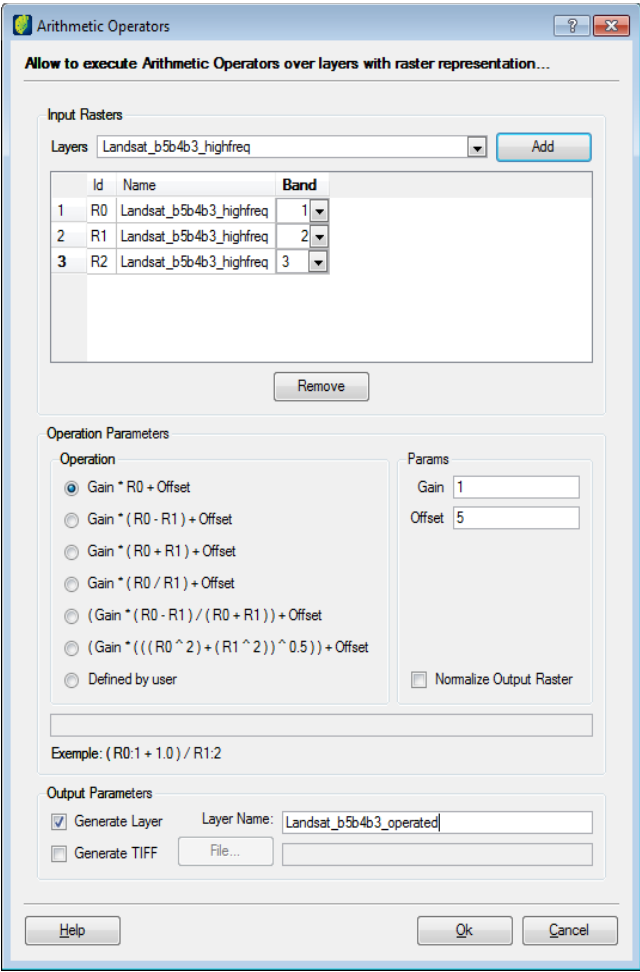 Arithmetic Operators
Allow to execute Arithmetic Operators over layers with raster representation...
Input Rasters
Layers Landsat_b5b4b3_highfreq Add
Id Name Band
1 R0 Landsat_b5b4b3_highfreq 1
2 R1 Landsat_b5b4b3_highfreq 2
3 R2 Landsat_b5b4b3_highfreq 3
Remove
Operation Parameters
Operation
Gain * R0 + Offset
Gain * ( R0 - R1 ) + Offset
Gain * ( R0 + R1 ) + Offset
Gain * ( R0 / R1 ) + Offset
( Gain * ( R0 - R1 ) / ( R0 + R1 ) ) + Offset
( Gain * ( ( ( R0 ^ 2 ) + ( R1 ^ 2 ) ) ^ 0.5 ) ) + Offset
Defined by user
Params
Gain 1
Offset 5
Normalize Output Raster
Exemple: ( R0:1 + 1.0 ) / R1:2
Output Parameters
Generate Layer Layer Name: Landsat_b5b4b3_operated
Generate TIFF File...
Help Ok Cancel